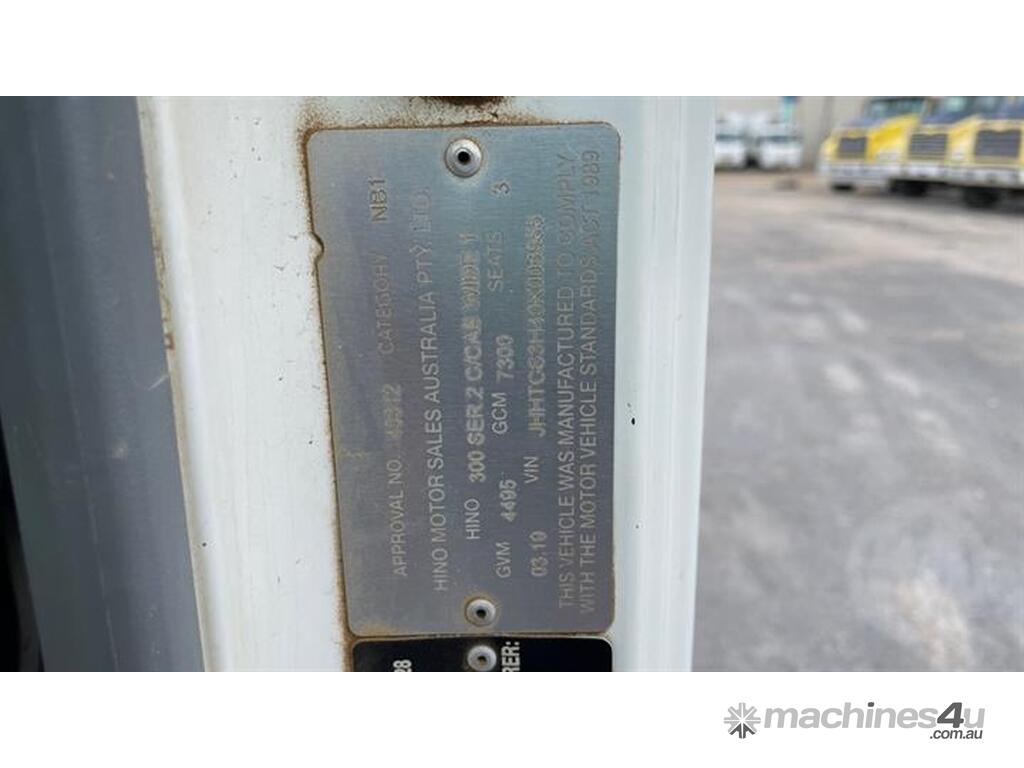 APPROVAL NO. CATEGORY NB1
HINO MOTOR SALES AUSTRALIA PTY. LTD.
HINO 300 SER 2 C/CAB WIDE 1
GVM 4495 GCM 7300 SEATS 3
03.19 VIN
THIS VEHICLE WAS MANUFACTURED TO COMPLY
WITH THE MOTOR VEHICLE STANDARDS ACT 1989
28
RER:
machines4u
.com.au